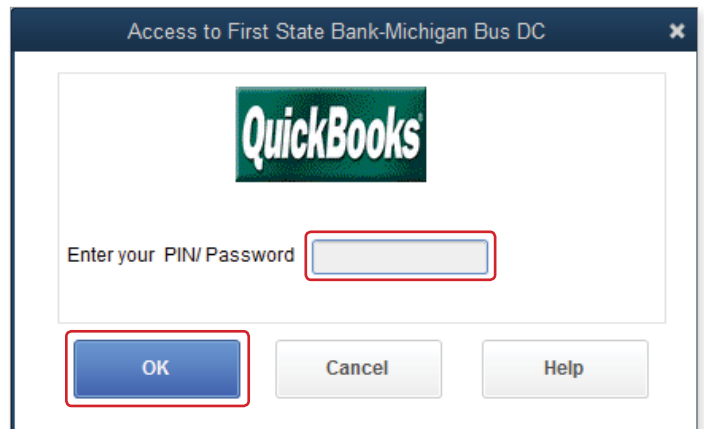 Access to First State Bank-Michigan Bus DC
QuickBooks
Enter your PIN/ Password
OK Cancel Help